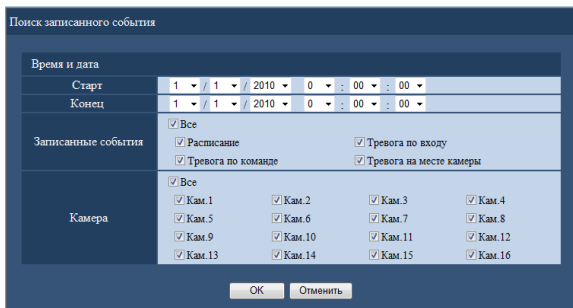 Поиск записанного события
Время и дата
Старт 1 / 1 / 2010 0 : 00 : 00
Конец 1 / 1 / 2010 0 : 00 : 00
Записанные события
Все
Расписание Тревога по входу
Тревога по команде Тревога на месте камеры
Камера
Все
Кам.1 Кам.2 Кам.3 Кам.4
Кам.5 Кам.6 Кам.7 Кам.8
Кам.9 Кам.10 Кам.11 Кам.12
Кам.13 Кам.14 Кам.15 Кам.16
OK Отменить